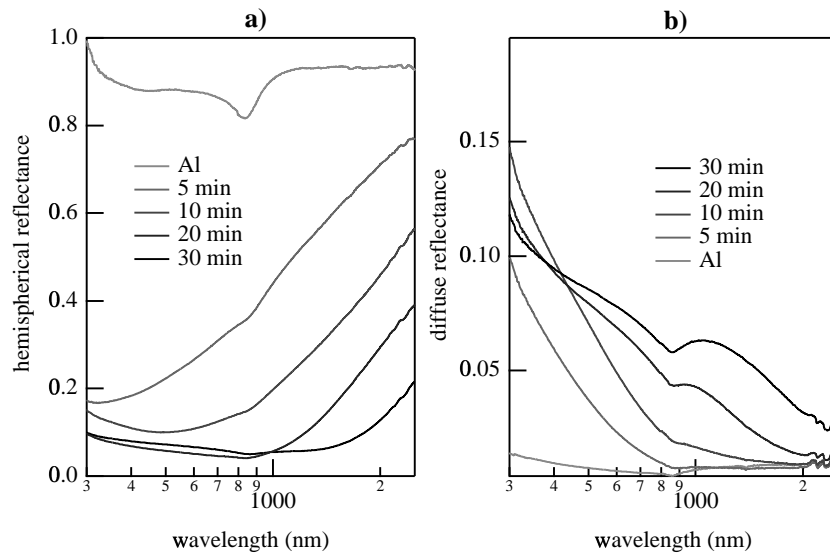 a)
hemispherical reflectance
1.0
0.8
0.6
0.4
0.2
0.0
Al
5 min
10 min
20 min
30 min
3 4 5 6 7 8 9 1000 2
wavelength (nm)
b)
diffuse reflectance
0.15
0.10
0.05
30 min
20 min
10 min
5 min
Al
3 4 5 6 7 8 9 1000 2
wavelength (nm)